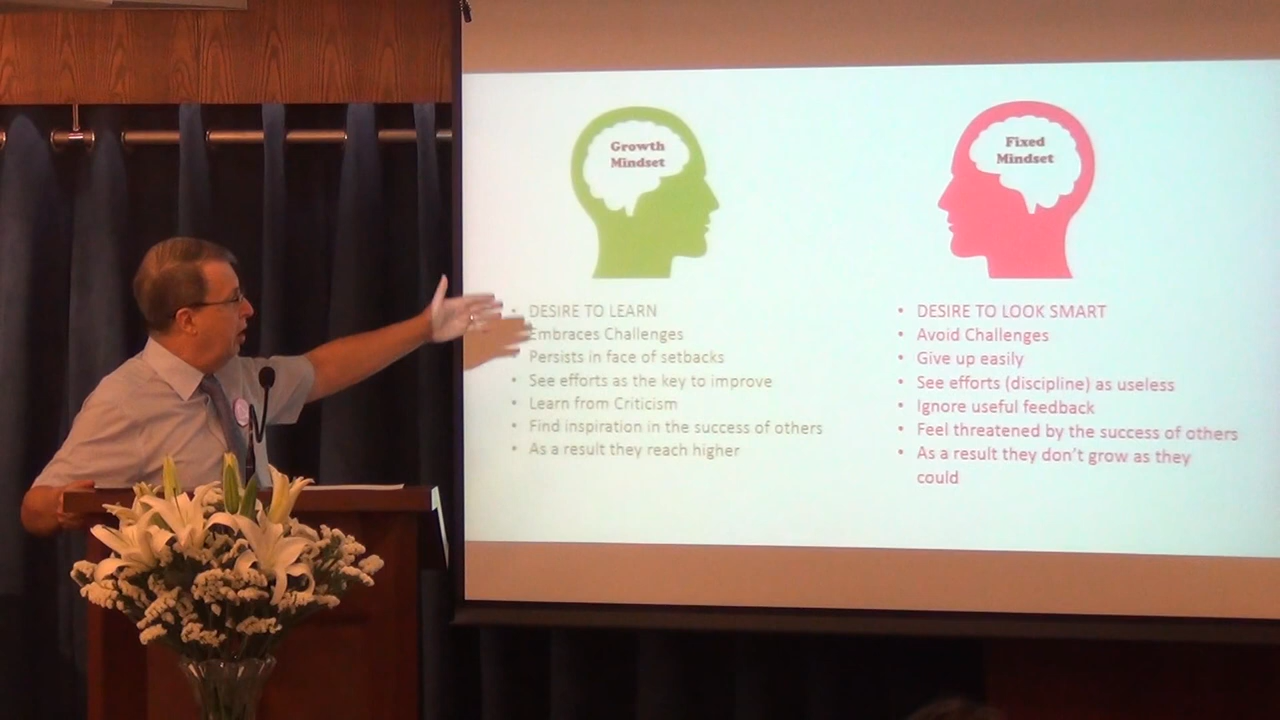 Growth
Mindset
• DESIRE TO LEARN
Embraces Challenges
• Persists in face of setbacks
• See efforts as the key to improve
• Learn from Criticism
• Find inspiration in the success of others
• As a result they reach higher
Fixed
Mindset
• DESIRE TO LOOK SMART
• Avoid Challenges
• Give up easily
• See efforts (discipline) as useless
• Ignore useful feedback
• Feel threatened by the success of others
• As a result they don't grow as they
could